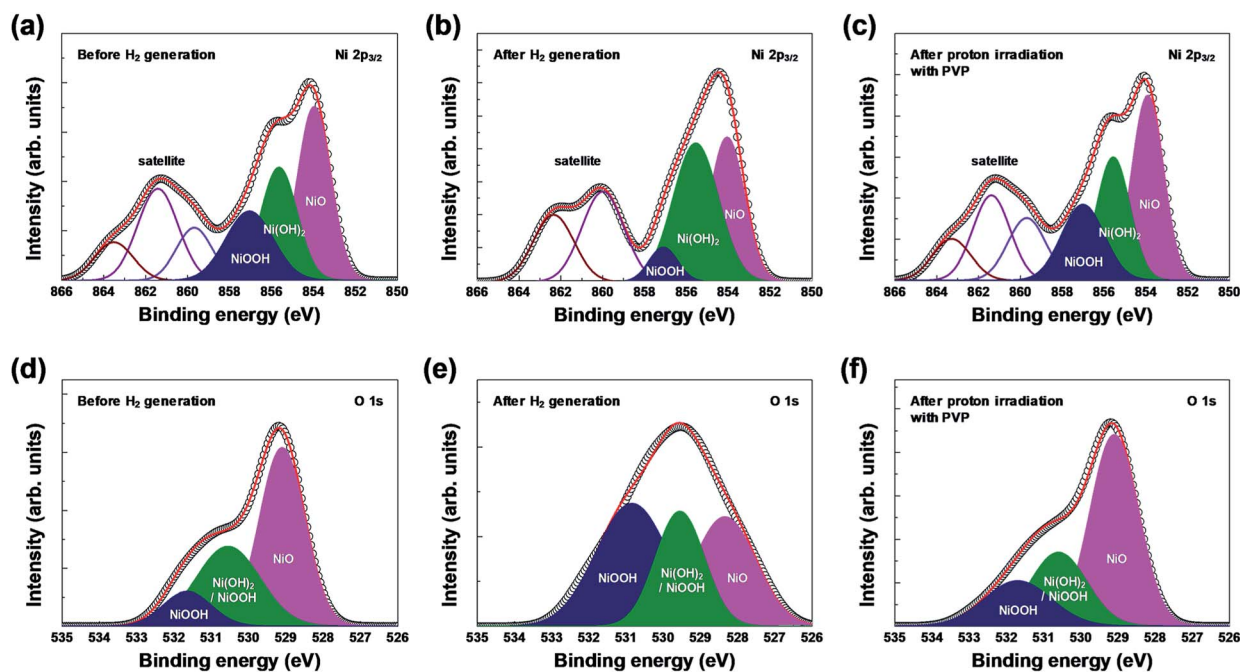 (a)
Before H₂ generation
Ni 2p₃/₂
satellite
NiO
Ni(OH)₂
NiOOH
Intensity (arb. units)
866 864 862 860 858 856 854 852 850
Binding energy (eV)
(b)
After H₂ generation
Ni 2p₃/₂
satellite
NiO
Ni(OH)₂
NiOOH
Intensity (arb. units)
866 864 862 860 858 856 854 852 850
Binding energy (eV)
(c)
After proton irradiation
with PVP
Ni 2p₃/₂
satellite
NiO
Ni(OH)₂
NiOOH
Intensity (arb. units)
866 864 862 860 858 856 854 852 850
Binding energy (eV)
(d)
Before H₂ generation
O 1s
NiO
Ni(OH)₂
/ NiOOH
NiOOH
Intensity (arb. units)
535 534 533 532 531 530 529 528 527 526
Binding energy (eV)
(e)
After H₂ generation
O 1s
NiOOH
Ni(OH)₂
/ NiOOH
NiO
Intensity (arb. units)
535 534 533 532 531 530 529 528 527 526
Binding energy (eV)
(f)
After proton irradiation
with PVP
O 1s
NiO
Ni(OH)₂
/ NiOOH
NiOOH
Intensity (arb. units)
535 534 533 532 531 530 529 528 527 526
Binding energy (eV)